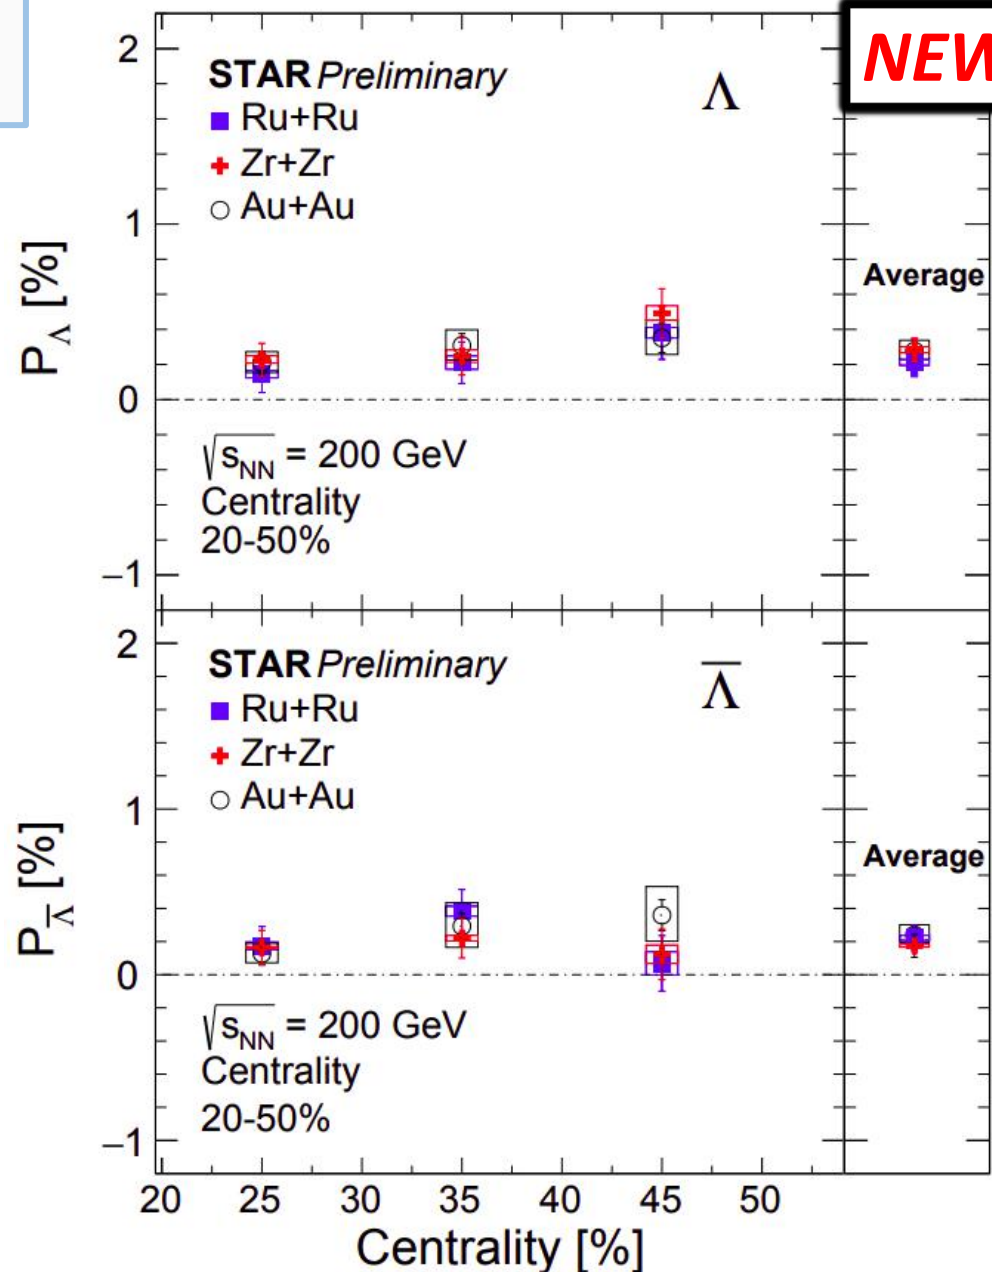 NEW
2
STAR Preliminary
Λ
Ru+Ru
Zr+Zr
Au+Au
1
P_Λ [%]
Average
0
√s_NN = 200 GeV
Centrality
20-50%
−1
2
STAR Preliminary
Λ̅
Ru+Ru
Zr+Zr
Au+Au
1
P_Λ̅ [%]
Average
0
√s_NN = 200 GeV
Centrality
20-50%
−1
20 25 30 35 40 45 50
Centrality [%]